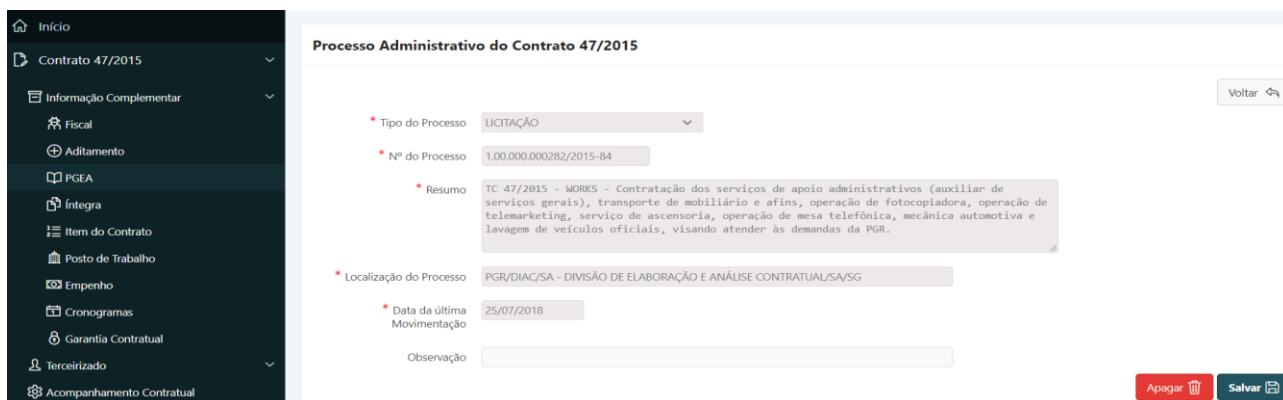 Início
Contrato 47/2015
Informação Complementar
Fiscal
Aditamento
PGEA
Íntegra
Item do Contrato
Posto de Trabalho
Empenho
Cronogramas
Garantia Contratual
Terceirizado
Acompanhamento Contratual
Processo Administrativo do Contrato 47/2015
Voltar
* Tipo do Processo LICITAÇÃO
* Nº do Processo 1.00.000.000282/2015-84
* Resumo TC 47/2015 - WORKS - Contratação dos serviços de apoio administrativos (auxiliar de
serviços gerais), transporte de mobiliário e afins, operação de fotocopiadora, operação de
telemarketing, serviço de ascensoria, operação de mesa telefônica, mecânica automotiva e
lavagem de veículos oficiais, visando atender às demandas da PGR.
* Localização do Processo PGR/DIAC/SA - DIVISÃO DE ELABORAÇÃO E ANÁLISE CONTRATUAL/SA/SG
* Data da última 25/07/2018
Movimentação
Observação
Apagar Salvar